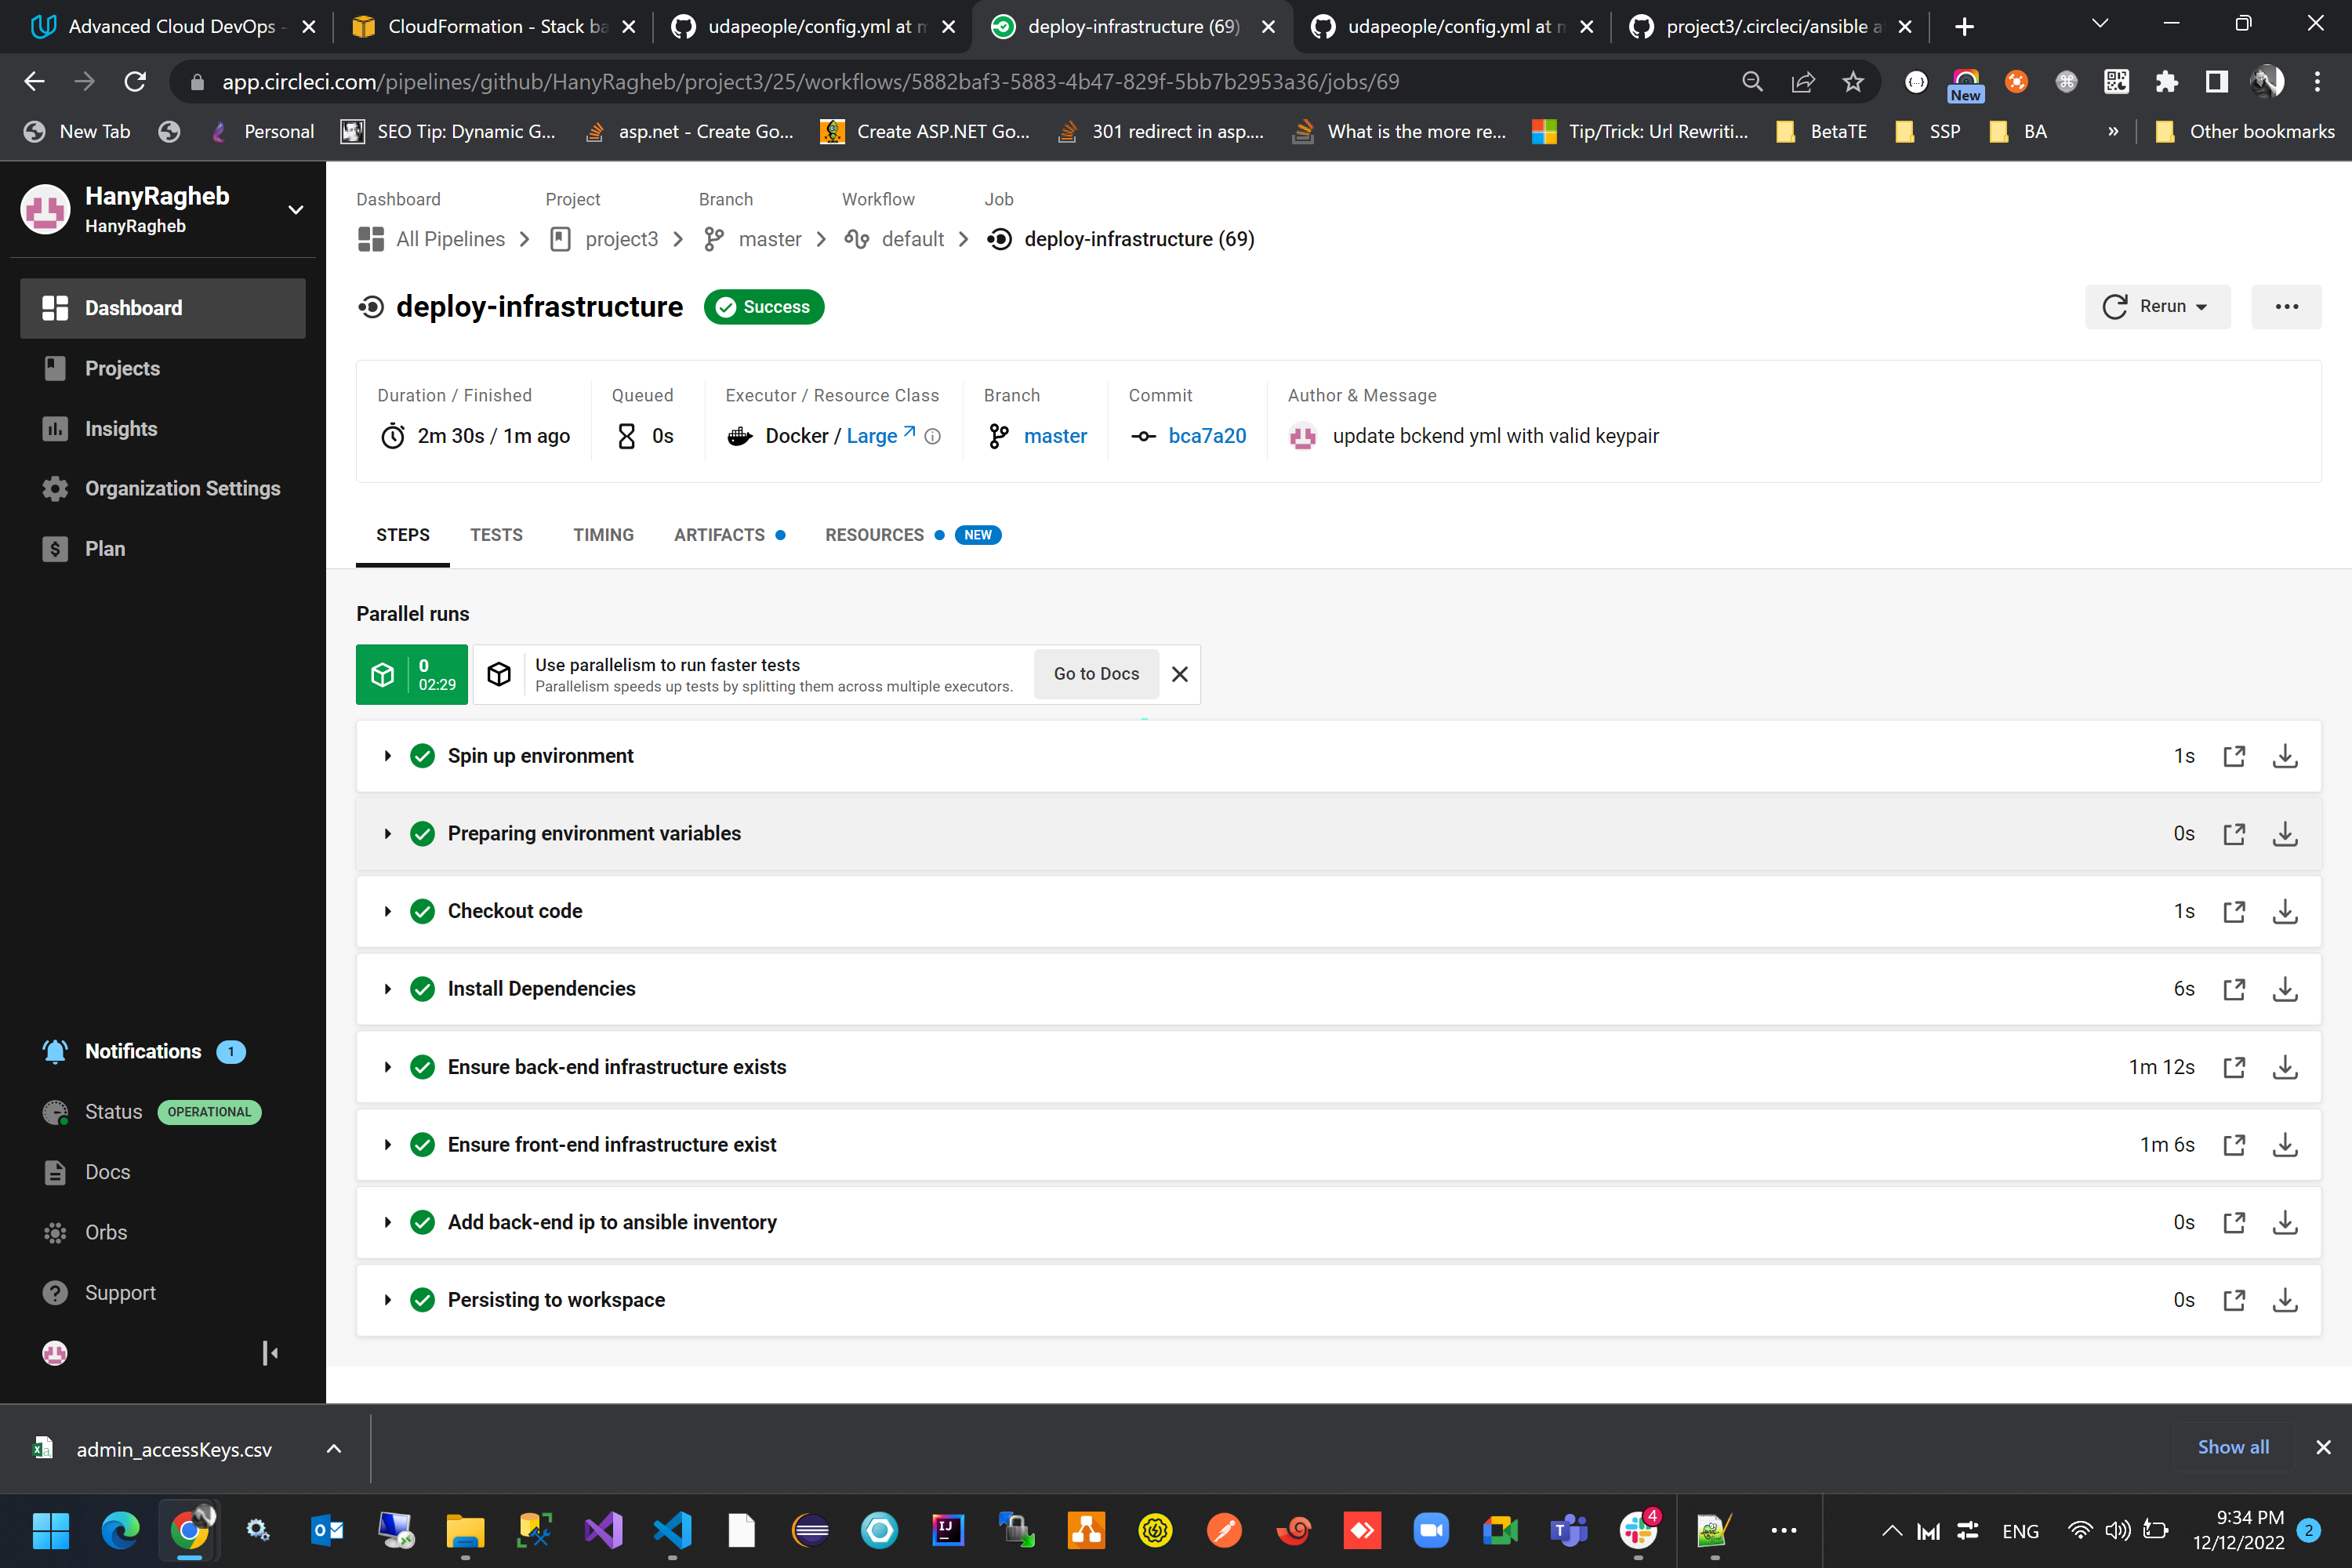 Advanced Cloud DevOps -
CloudFormation - Stack ba
udapeople/config.yml at m
deploy-infrastructure (69)
udapeople/config.yml at m
project3/.circleci/ansible a
app.circleci.com/pipelines/github/HanyRagheb/project3/25/workflows/5882baf3-5883-4b47-829f-5bb7b2953a36/jobs/69
New
New Tab
Personal
SEO Tip: Dynamic G...
asp.net - Create Go...
Create ASP.NET Go...
301 redirect in asp....
What is the more re...
Tip/Trick: Url Rewriti...
BetaTE
SSP
BA
»
Other bookmarks
HanyRagheb
HanyRagheb
Dashboard
Projects
Insights
Organization Settings
Plan
Notifications 1
Status OPERATIONAL
Docs
Orbs
Support
Dashboard Project Branch Workflow Job
All Pipelines project3 master default deploy-infrastructure (69)
deploy-infrastructure Success
Rerun
Duration / Finished
2m 30s / 1m ago
Queued
0s
Executor / Resource Class
Docker / Large
Branch
master
Commit
bca7a20
Author & Message
update bckend yml with valid keypair
STEPS TESTS TIMING ARTIFACTS RESOURCES NEW
Parallel runs
0
02:29
Use parallelism to run faster tests
Parallelism speeds up tests by splitting them across multiple executors.
Go to Docs
Spin up environment 1s
Preparing environment variables 0s
Checkout code 1s
Install Dependencies 6s
Ensure back-end infrastructure exists 1m 12s
Ensure front-end infrastructure exist 1m 6s
Add back-end ip to ansible inventory 0s
Persisting to workspace 0s
admin_accessKeys.csv
Show all
4
ENG
9:34 PM
12/12/2022
2